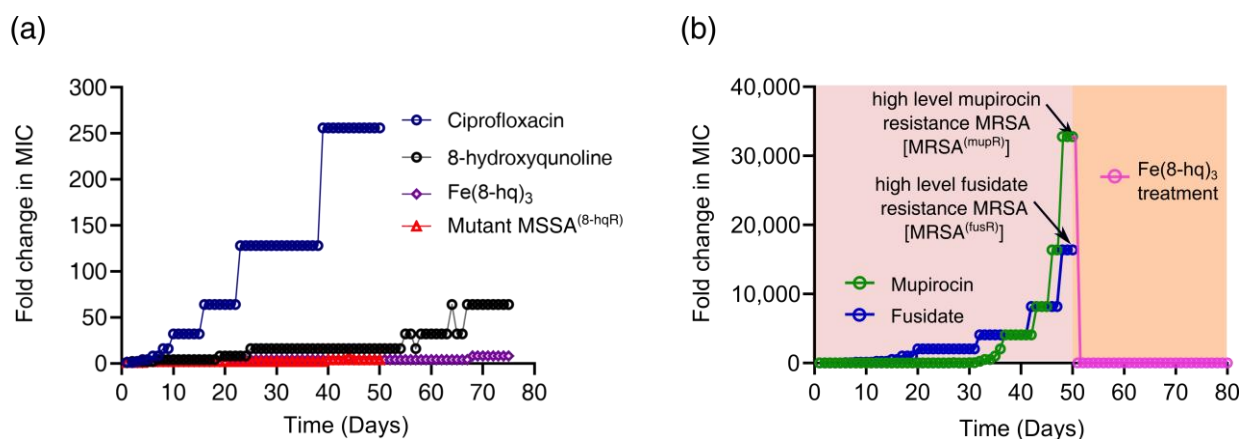 (a)
300
250
200
150
100
50
0
Fold change in MIC
0 10 20 30 40 50 60 70 80
Time (Days)
Ciprofloxacin
8-hydroxyqunoline
Fe(8-hq)3
Mutant MSSA(8-hqR)
(b)
40,000
30,000
20,000
10,000
0
Fold change in MIC
0 10 20 30 40 50 60 70 80
Time (Days)
high level mupirocin
resistance MRSA
[MRSA(mupR)]
high level fusidate
resistance MRSA
[MRSA(fusR)]
Mupirocin
Fusidate
Fe(8-hq)3
treatment